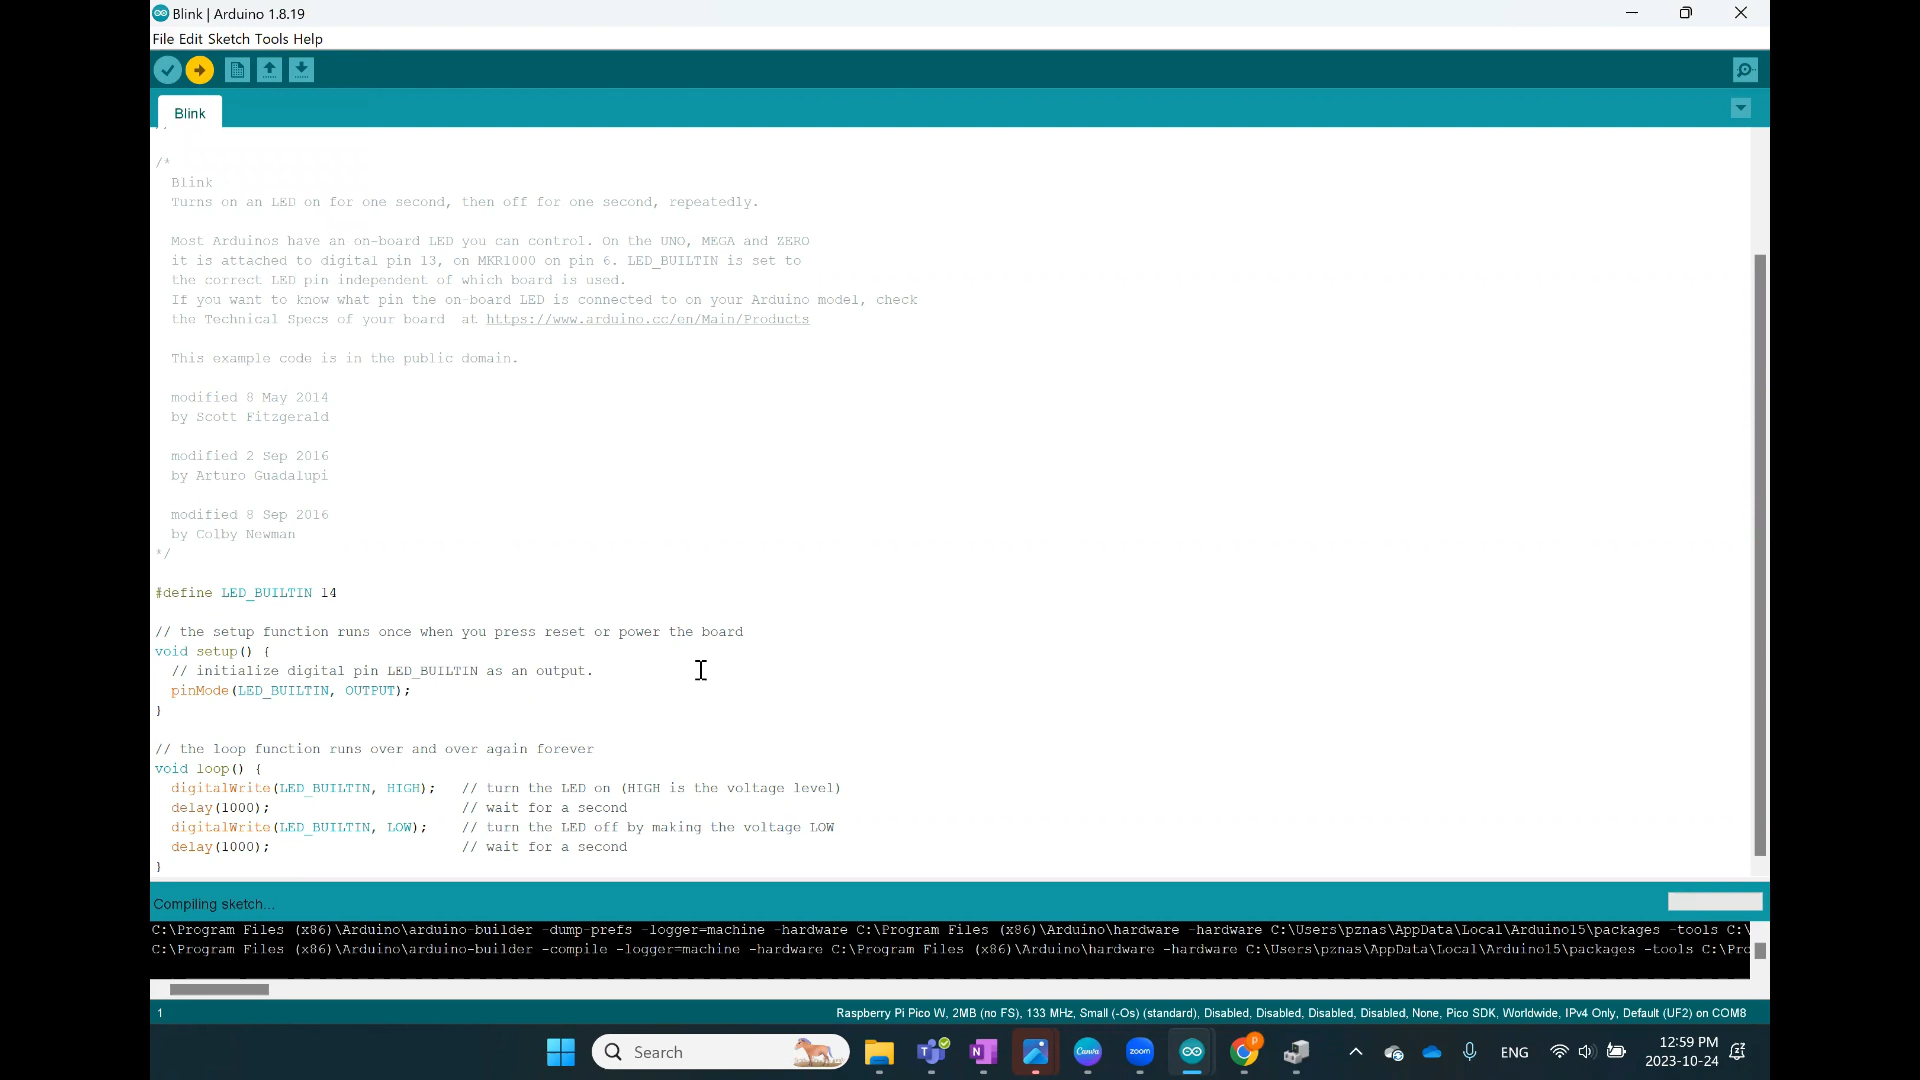 Blink | Arduino 1.8.19
File Edit Sketch Tools Help
Blink
/*
Blink
Turns on an LED on for one second, then off for one second, repeatedly.
Most Arduinos have an on-board LED you can control. On the UNO, MEGA and ZERO
it is attached to digital pin 13, on MKR1000 on pin 6. LED_BUILTIN is set to
the correct LED pin independent of which board is used.
If you want to know what pin the on-board LED is connected to on your Arduino model, check
the Technical Specs of your board  at https://www.arduino.cc/en/Main/Products
This example code is in the public domain.
modified 8 May 2014
by Scott Fitzgerald
modified 2 Sep 2016
by Arturo Guadalupi
modified 8 Sep 2016
by Colby Newman
*/
#define LED_BUILTIN 14
// the setup function runs once when you press reset or power the board
void setup() {
// initialize digital pin LED_BUILTIN as an output.
pinMode(LED_BUILTIN, OUTPUT);
}
// the loop function runs over and over again forever
void loop() {
digitalWrite(LED_BUILTIN, HIGH);   // turn the LED on (HIGH is the voltage level)
delay(1000);                       // wait for a second
digitalWrite(LED_BUILTIN, LOW);    // turn the LED off by making the voltage LOW
delay(1000);                       // wait for a second
}
Compiling sketch...
C:\Program Files (x86)\Arduino\arduino-builder -dump-prefs -logger=machine -hardware C:\Program Files (x86)\Arduino\hardware -hardware C:\Users\pznas\AppData\Local\Arduino15\packages -tools C:\
C:\Program Files (x86)\Arduino\arduino-builder -compile -logger=machine -hardware C:\Program Files (x86)\Arduino\hardware -hardware C:\Users\pznas\AppData\Local\Arduino15\packages -tools C:\Pro
1
Raspberry Pi Pico W, 2MB (no FS), 133 MHz, Small (-Os) (standard), Disabled, Disabled, Disabled, Disabled, None, Pico SDK, Worldwide, IPv4 Only, Default (UF2) on COM8
Search
Canva
zoom
P
ENG
12:59 PM
2023-10-24